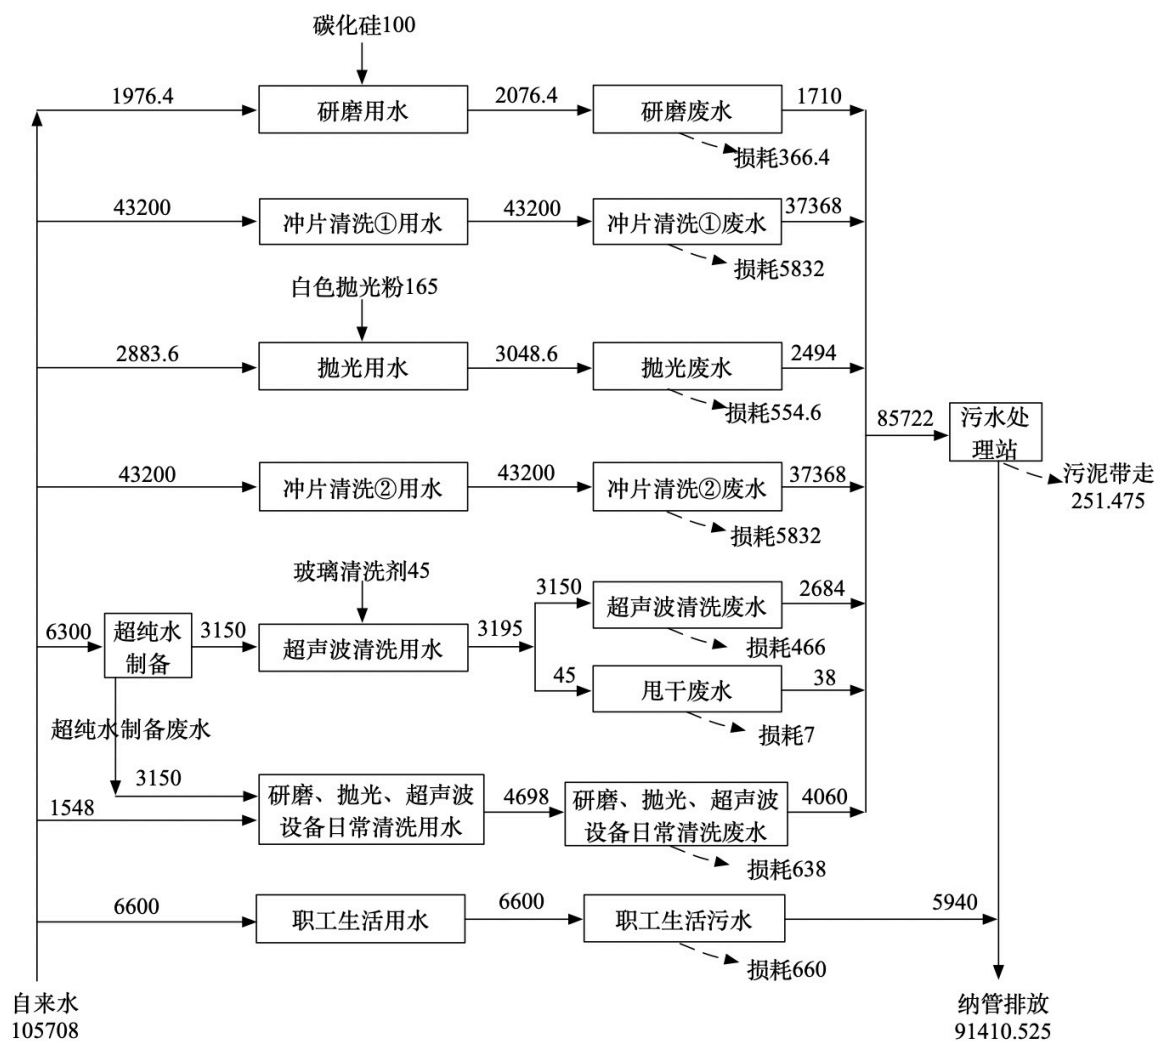 碳化硅100
1976.4
研磨用水
2076.4
研磨废水
1710
损耗366.4
43200
冲片清洗①用水
43200
冲片清洗①废水
37368
损耗5832
白色抛光粉165
2883.6
抛光用水
3048.6
抛光废水
2494
损耗554.6
85722
污水处
理站
污泥带走
251.475
43200
冲片清洗②用水
43200
冲片清洗②废水
37368
损耗5832
玻璃清洗剂45
6300
超纯水
制备
3150
超声波清洗用水
3195
3150
超声波清洗废水
2684
损耗466
45
甩干废水
38
损耗7
超纯水制备废水
3150
1548
研磨、抛光、超声波
设备日常清洗用水
4698
研磨、抛光、超声波
设备日常清洗废水
4060
损耗638
6600
职工生活用水
6600
职工生活污水
5940
损耗660
自来水
105708
纳管排放
91410.525